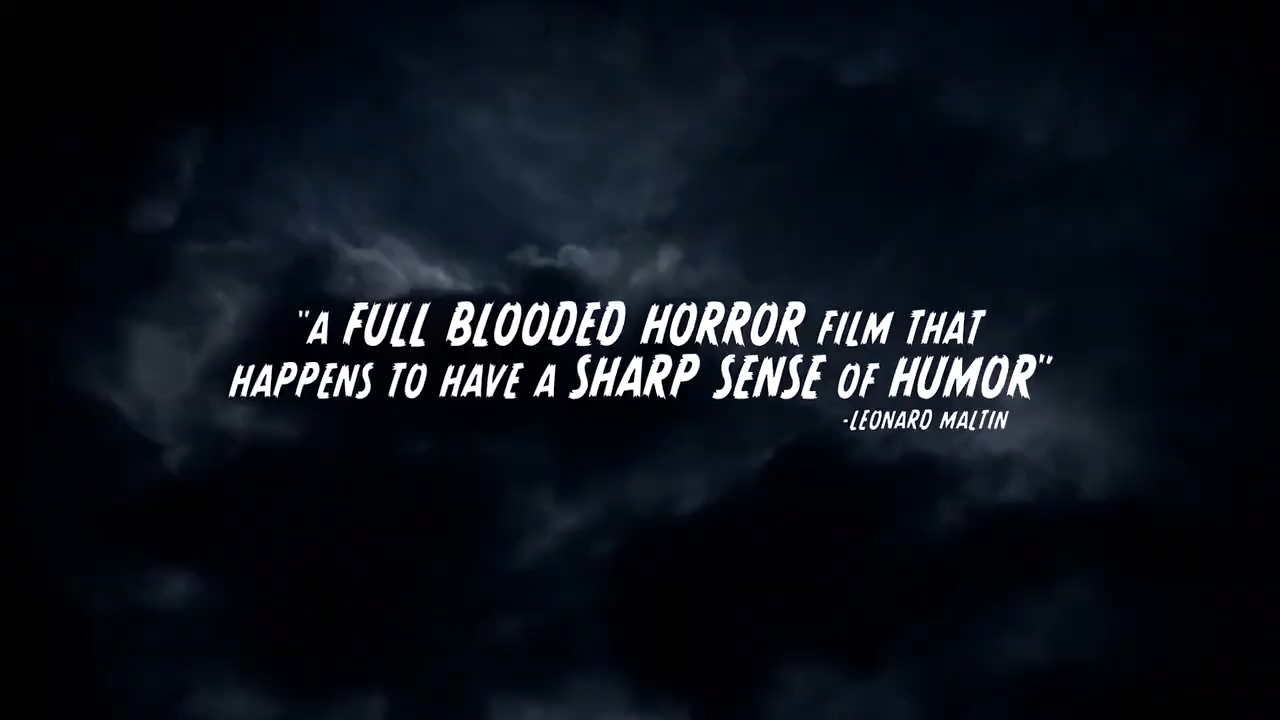 "A FULL BLOODED HORROR FILM THAT
HAPPENS TO HAVE A SHARP SENSE OF HUMOR"
-LEONARD MALTIN